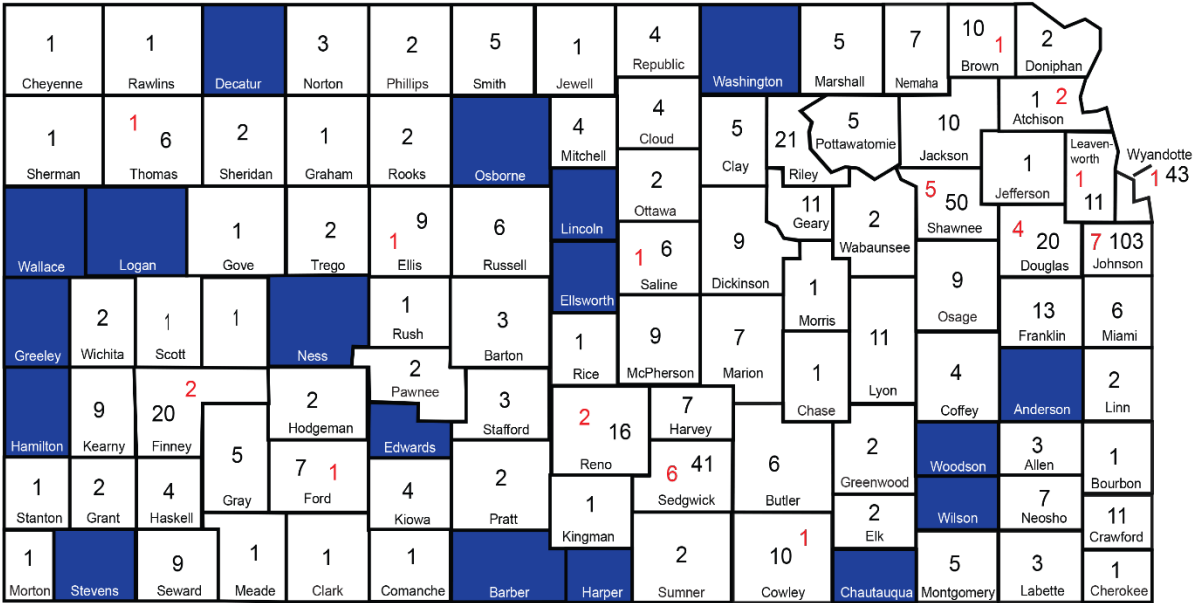 1 1 3 2 5 1 4 5 7 10 1 2
Cheyenne Rawlins Decatur Norton Phillips Smith Jewell Republic Washington Marshall Nemaha Brown Doniphan
1 1 6 2 1 2 4 4 5 21 5 10 1 2
Sherman Thomas Sheridan Graham Rooks Osborne Mitchell Cloud Clay Riley Pottawatomie Jackson Atchison
2 1 Leaven-
worth
1 11
Wyandotte
1 43
Ottawa Jefferson
1 2 1 9 6 1 6 9 11 2 5 50 4 20 7 103
Wallace Logan Gove Trego Ellis Russell Lincoln Saline Dickinson Geary Wabaunsee Shawnee Douglas Johnson
2 1 1 1 3 1 9 7 1 11 9 13 6
Greeley Wichita Scott Ness Rush Barton Ellsworth Rice McPherson Marion Morris Lyon Osage Franklin Miami
9 2 20 2 2 3 1 4 2
Hamilton Kearny Finney Hodgeman Pawnee Stafford Chase Coffey Anderson Linn
5 7 1 2 16 7 6 41 6 2 3 1
Gray Ford Edwards Reno Harvey Sedgwick Butler Greenwood Woodson Allen Bourbon
1 2 4 4 2 1 2 7 11
Stanton Grant Haskell Kiowa Pratt Kingman Elk Wilson Neosho Crawford
1 9 1 1 1 2 10 1 5 3 1
Morton Stevens Seward Meade Clark Comanche Barber Harper Sumner Cowley Chautauqua Montgomery Labette Cherokee